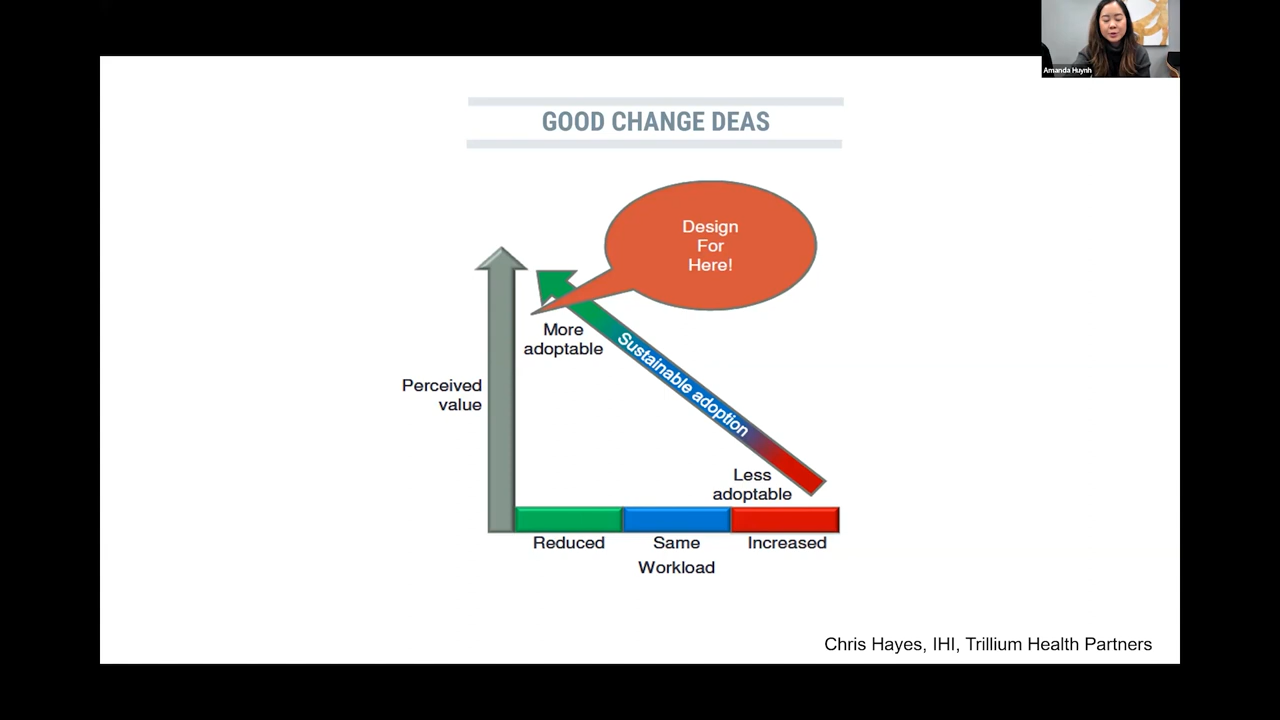 Amanda Huynh
GOOD CHANGE DEAS
Design
For
Here!
More
adoptable
Sustainable adoption
Perceived
value
Less
adoptable
Reduced
Same
Increased
Workload
Chris Hayes, IHI, Trillium Health Partners